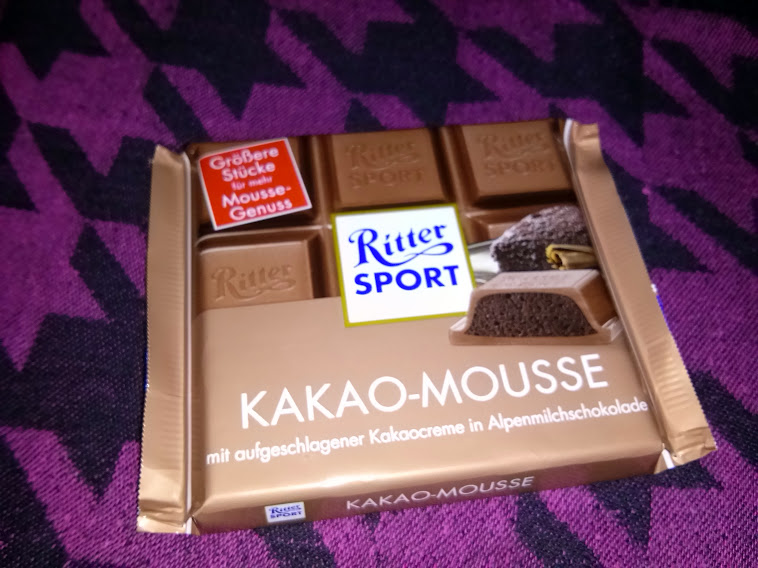 Größere
Stücke
für mehr
Mousse-
Genuss
Ritter
SPORT
Ritter
SPORT
Ritter
Ritter
SPORT
KAKAO-MOUSSE
mit aufgeschlagener Kakaocreme in Alpenmilchschokolade
Ritter
SPORT
KAKAO-MOUSSE